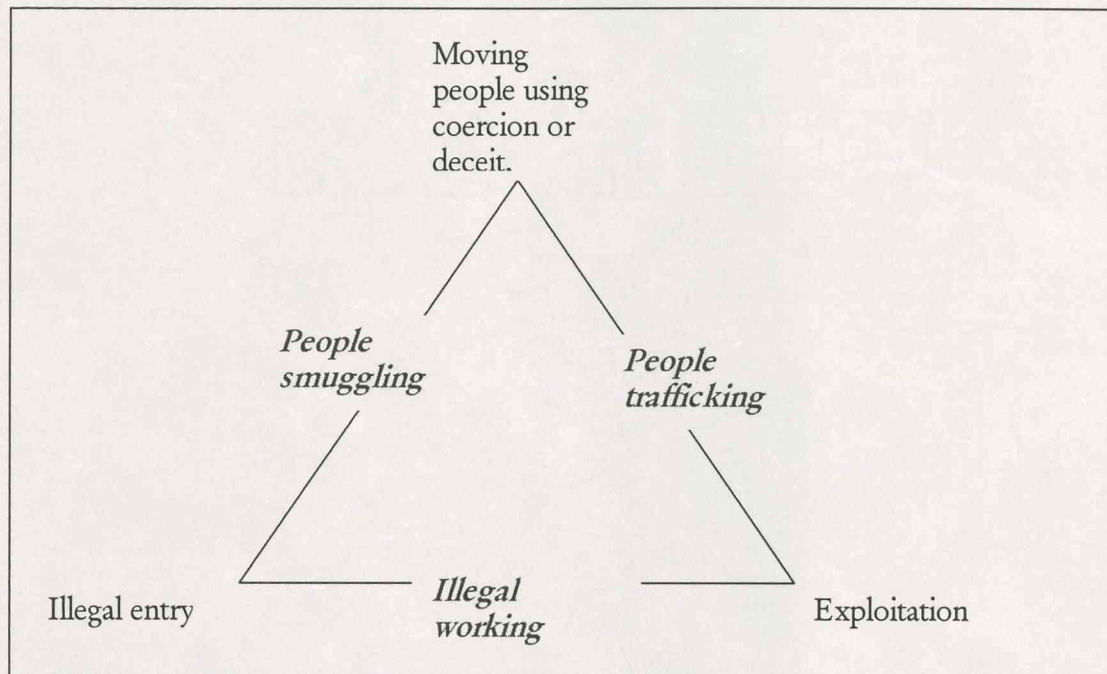 Moving
people using
coercion or
deceit.
People
smuggling
People
trafficking
Illegal entry
Illegal
working
Exploitation